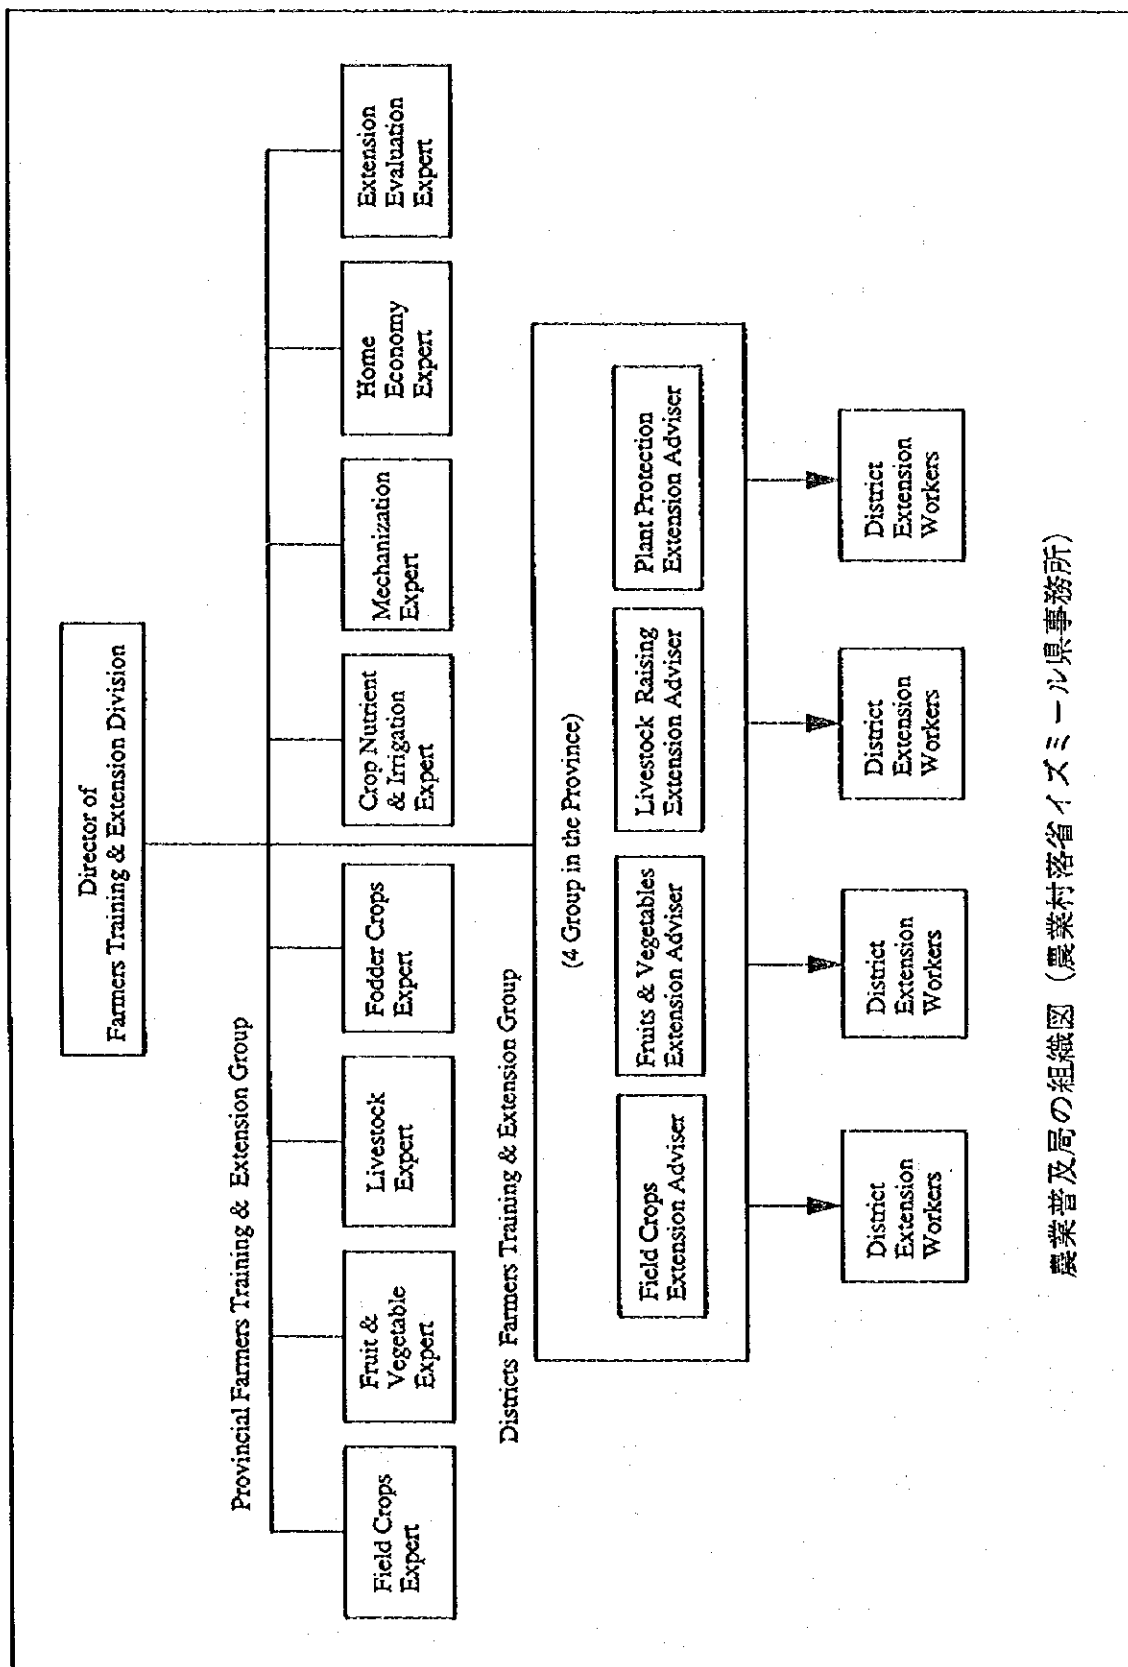 Director of
Farmers Training & Extension Division
Provincial Farmers Training & Extension Group
Field Crops
Expert
Fruit &
Vegetable
Expert
Livestock
Expert
Fodder Crops
Expert
Crop Nutrient
& Irrigation
Expert
Mechanization
Expert
Home
Economy
Expert
Extension
Evaluation
Expert
Districts Farmers Training & Extension Group
(4 Group in the Province)
Field Crops
Extension Adviser
Fruits & Vegetables
Extension Adviser
Livestock Raising
Extension Adviser
Plant Protection
Extension Adviser
District
Extension
Workers
District
Extension
Workers
District
Extension
Workers
District
Extension
Workers
農業普及局の組織図（農業村落省イズミール県事務所）